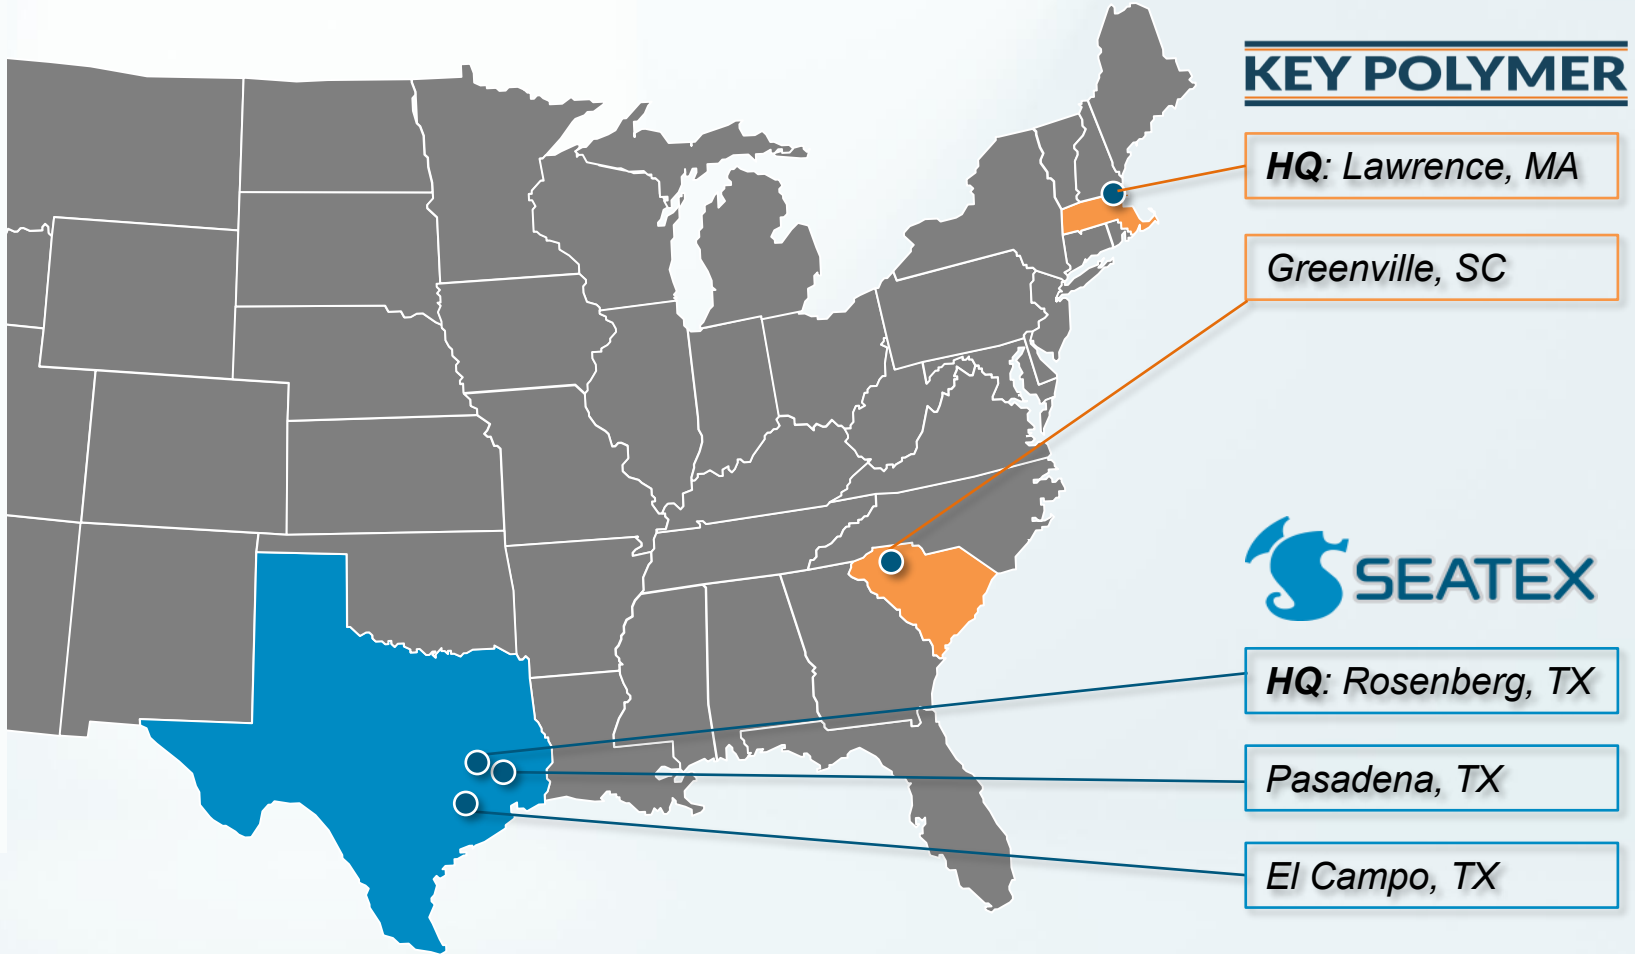 KEY POLYMER
HQ: Lawrence, MA
Greenville, SC
SEATEX
HQ: Rosenberg, TX
Pasadena, TX
El Campo, TX